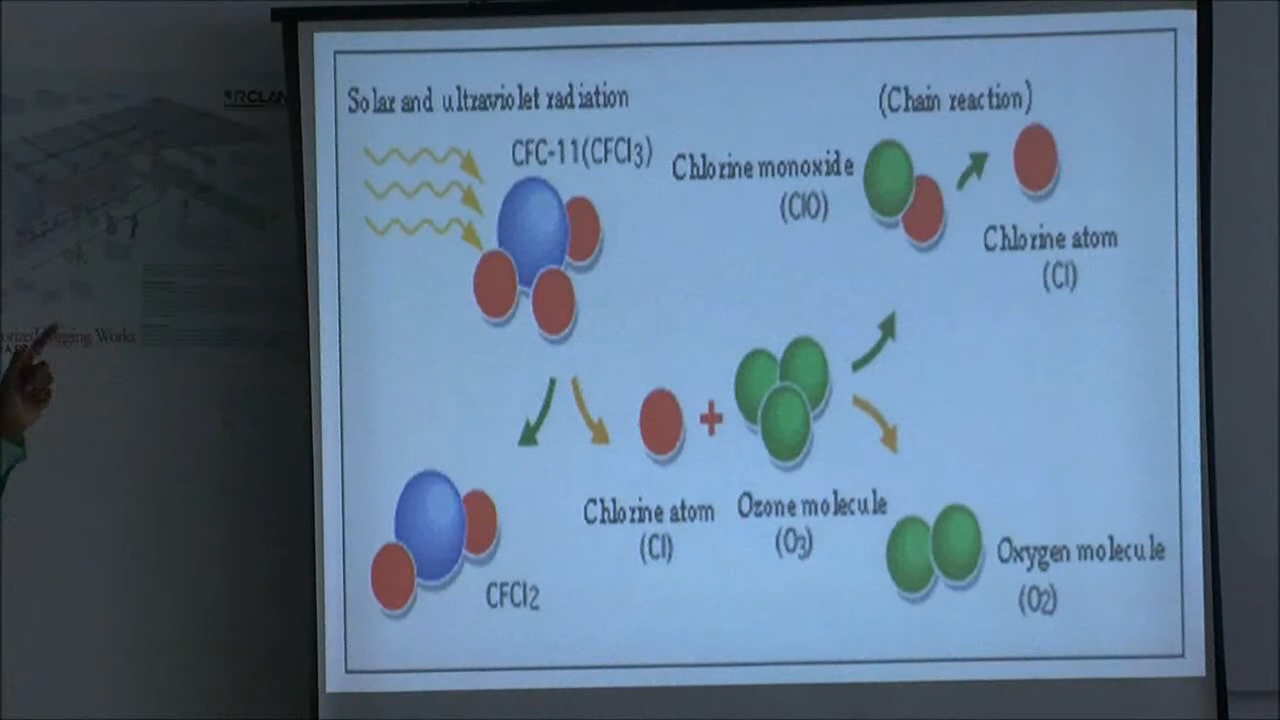 Solar and ultraviolet radiation
CFC-11(CFCl3)
(Chain reaction)
Chlorine monoxide
(ClO)
Chlorine atom
(Cl)
+
Chlorine atom
(Cl)
Ozone molecule
(O3)
CFCl2
Oxygen molecule
(O2)
Works